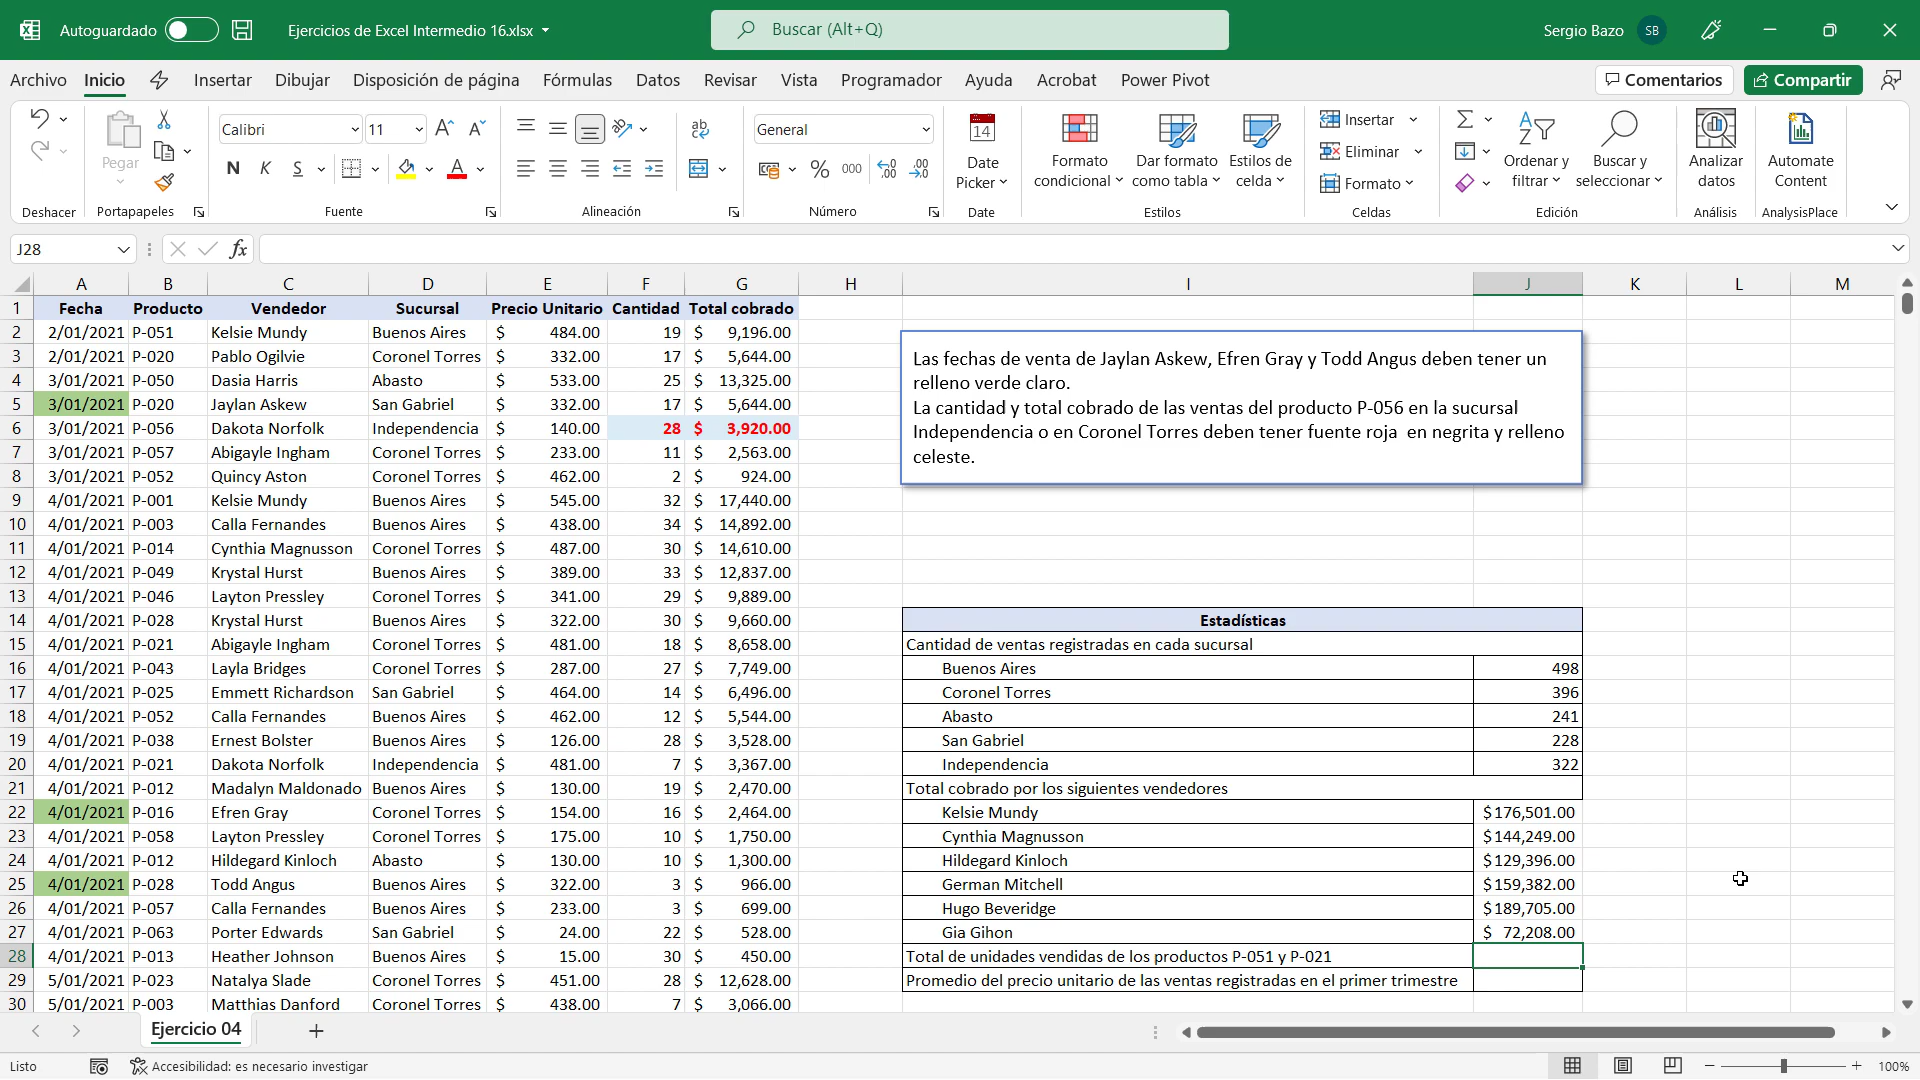 Autoguardado
Ejercicios de Excel Intermedio 16.xlsx
Buscar (Alt+Q)
Sergio Bazo SB
Archivo Inicio Insertar Dibujar Disposición de página Fórmulas Datos Revisar Vista Programador Ayuda Acrobat Power Pivot Comentarios Compartir
Pegar
Calibri 11
N K S
ab
General
% 000
14
Date Picker
Formato condicional
Dar formato como tabla
Estilos de celda
Insertar
Eliminar
Formato
Ordenar y filtrar
Buscar y seleccionar
Analizar datos
Automate Content
Deshacer Portapapeles Fuente Alineación Número Date Estilos Celdas Edición Análisis AnalysisPlace
J28 fx
A B C D E F G H I J K L M
1 Fecha Producto Vendedor Sucursal Precio Unitario Cantidad Total cobrado
2 2/01/2021 P-051 Kelsie Mundy Buenos Aires $ 484.00 19 $ 9,196.00
3 2/01/2021 P-020 Pablo Ogilvie Coronel Torres $ 332.00 17 $ 5,644.00
4 3/01/2021 P-050 Dasia Harris Abasto $ 533.00 25 $ 13,325.00
5 3/01/2021 P-020 Jaylan Askew San Gabriel $ 332.00 17 $ 5,644.00
6 3/01/2021 P-056 Dakota Norfolk Independencia $ 140.00 28 $ 3,920.00
7 3/01/2021 P-057 Abigayle Ingham Coronel Torres $ 233.00 11 $ 2,563.00
8 3/01/2021 P-052 Quincy Aston Coronel Torres $ 462.00 2 $ 924.00
9 4/01/2021 P-001 Kelsie Mundy Buenos Aires $ 545.00 32 $ 17,440.00
10 4/01/2021 P-003 Calla Fernandes Buenos Aires $ 438.00 34 $ 14,892.00
11 4/01/2021 P-014 Cynthia Magnusson Coronel Torres $ 487.00 30 $ 14,610.00
12 4/01/2021 P-049 Krystal Hurst Buenos Aires $ 389.00 33 $ 12,837.00
13 4/01/2021 P-046 Layton Pressley Coronel Torres $ 341.00 29 $ 9,889.00
14 4/01/2021 P-028 Krystal Hurst Buenos Aires $ 322.00 30 $ 9,660.00
15 4/01/2021 P-021 Abigayle Ingham Coronel Torres $ 481.00 18 $ 8,658.00
16 4/01/2021 P-043 Layla Bridges Coronel Torres $ 287.00 27 $ 7,749.00
17 4/01/2021 P-025 Emmett Richardson San Gabriel $ 464.00 14 $ 6,496.00
18 4/01/2021 P-052 Calla Fernandes Buenos Aires $ 462.00 12 $ 5,544.00
19 4/01/2021 P-038 Ernest Bolster Buenos Aires $ 126.00 28 $ 3,528.00
20 4/01/2021 P-021 Dakota Norfolk Independencia $ 481.00 7 $ 3,367.00
21 4/01/2021 P-012 Madalyn Maldonado Buenos Aires $ 130.00 19 $ 2,470.00
22 4/01/2021 P-016 Efren Gray Coronel Torres $ 154.00 16 $ 2,464.00
23 4/01/2021 P-058 Layton Pressley Coronel Torres $ 175.00 10 $ 1,750.00
24 4/01/2021 P-012 Hildegard Kinloch Abasto $ 130.00 10 $ 1,300.00
25 4/01/2021 P-028 Todd Angus Buenos Aires $ 322.00 3 $ 966.00
26 4/01/2021 P-057 Calla Fernandes Buenos Aires $ 233.00 3 $ 699.00
27 4/01/2021 P-063 Porter Edwards San Gabriel $ 24.00 22 $ 528.00
28 4/01/2021 P-013 Heather Johnson Buenos Aires $ 15.00 30 $ 450.00
29 5/01/2021 P-023 Natalya Slade Coronel Torres $ 451.00 28 $ 12,628.00
30 5/01/2021 P-003 Matthias Danford Coronel Torres $ 438.00 7 $ 3,066.00
Las fechas de venta de Jaylan Askew, Efren Gray y Todd Angus deben tener un
relleno verde claro.
La cantidad y total cobrado de las ventas del producto P-056 en la sucursal
Independencia o en Coronel Torres deben tener fuente roja en negrita y relleno
celeste.
Estadísticas
Cantidad de ventas registradas en cada sucursal
Buenos Aires 498
Coronel Torres 396
Abasto 241
San Gabriel 228
Independencia 322
Total cobrado por los siguientes vendedores
Kelsie Mundy $176,501.00
Cynthia Magnusson $144,249.00
Hildegard Kinloch $129,396.00
German Mitchell $159,382.00
Hugo Beveridge $189,705.00
Gia Gihon $ 72,208.00
Total de unidades vendidas de los productos P-051 y P-021
Promedio del precio unitario de las ventas registradas en el primer trimestre
Ejercicio 04
Listo Accesibilidad: es necesario investigar 100%